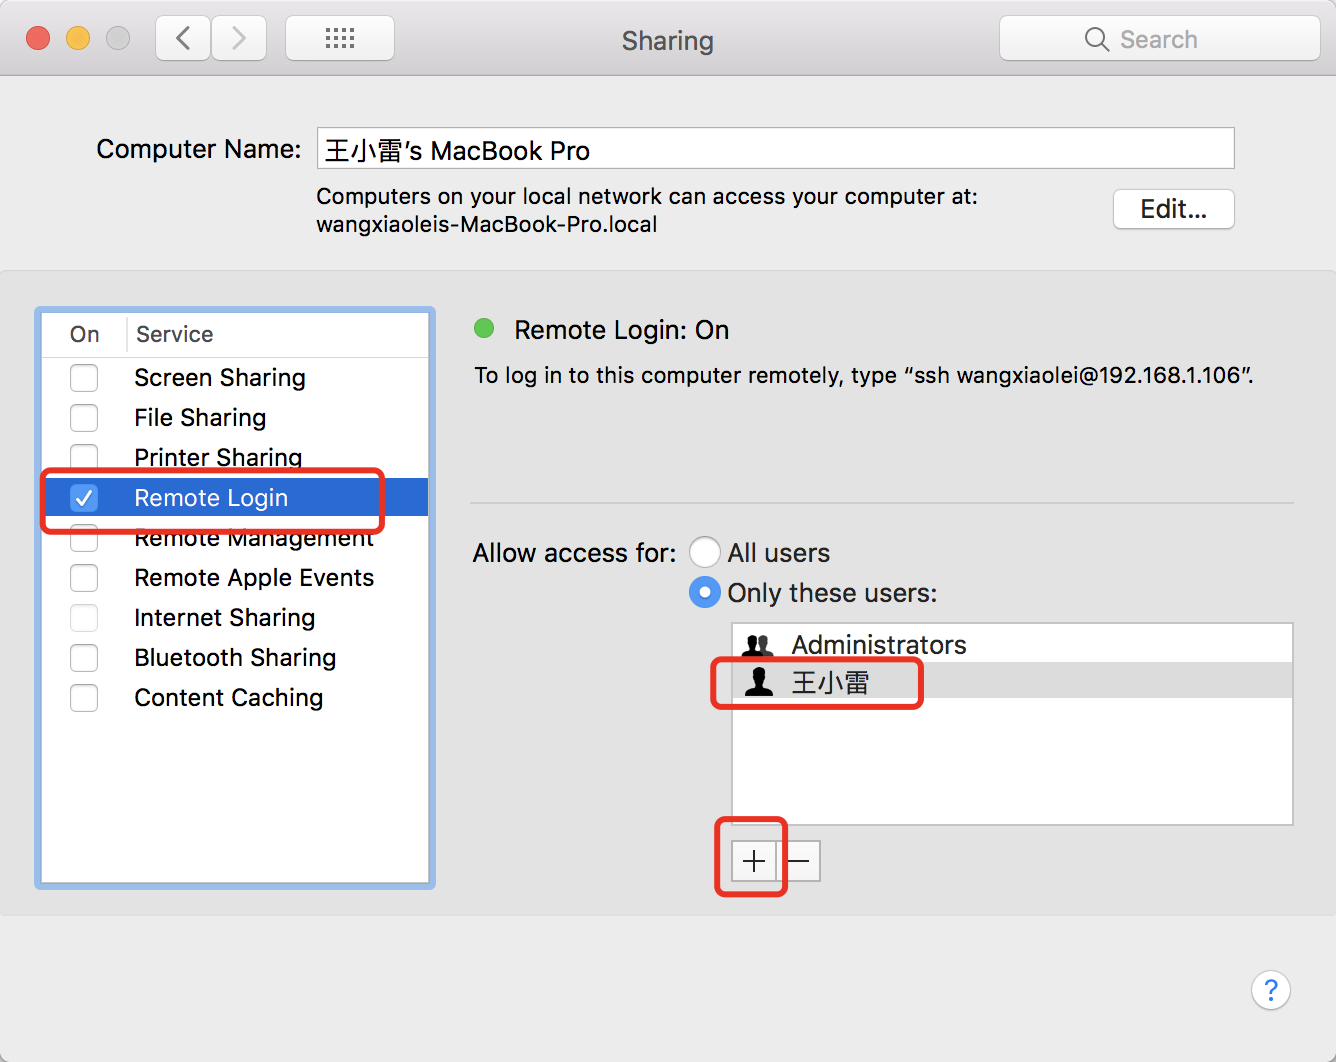 Sharing
Search
Computer Name:
王小雷’s MacBook Pro
Computers on your local network can access your computer at:
wangxiaoleis-MacBook-Pro.local
Edit...
On Service
Screen Sharing
File Sharing
Printer Sharing
Remote Login
Remote Management
Remote Apple Events
Internet Sharing
Bluetooth Sharing
Content Caching
Remote Login: On
To log in to this computer remotely, type “ssh wangxiaolei@192.168.1.106”.
Allow access for:
All users
Only these users:
Administrators
王小雷
?